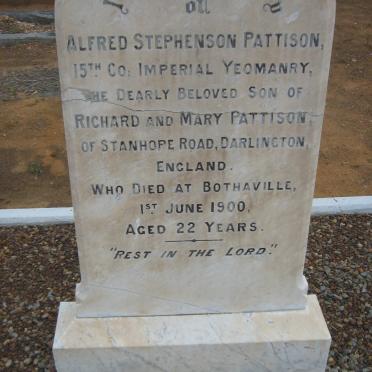 ALFRED STEPHENSON PATTISON,
15TH CO: IMPERIAL YEOMANRY,
THE DEARLY BELOVED SON OF
RICHARD AND MARY PATTISON
OF STANHOPE ROAD, DARLINGTON,
ENGLAND.
WHO DIED AT BOTHAVILLE,
1ST JUNE 1900,
AGED 22 YEARS.
"REST IN THE LORD."